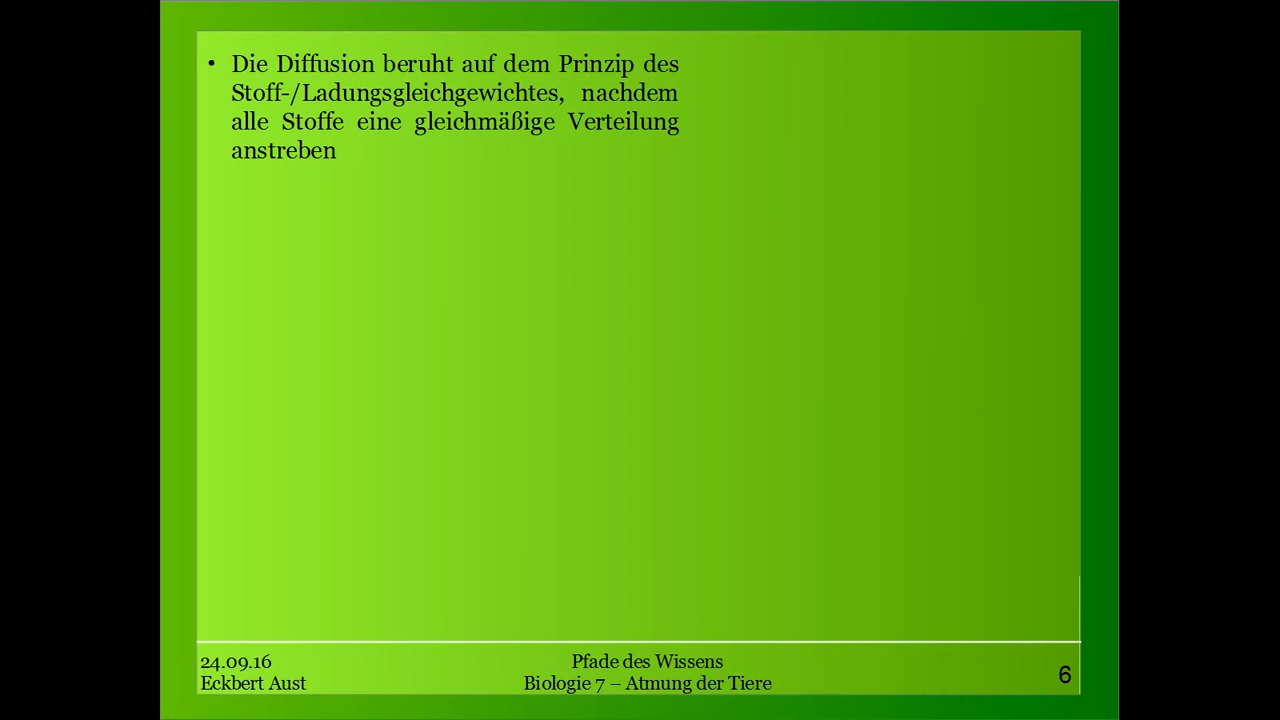 • Die Diffusion beruht auf dem Prinzip des
Stoff-/Ladungsgleichgewichtes, nachdem
alle Stoffe eine gleichmäßige Verteilung
anstreben
24.09.16
Eckbert Aust
Pfade des Wissens
Biologie 7 – Atmung der Tiere
6